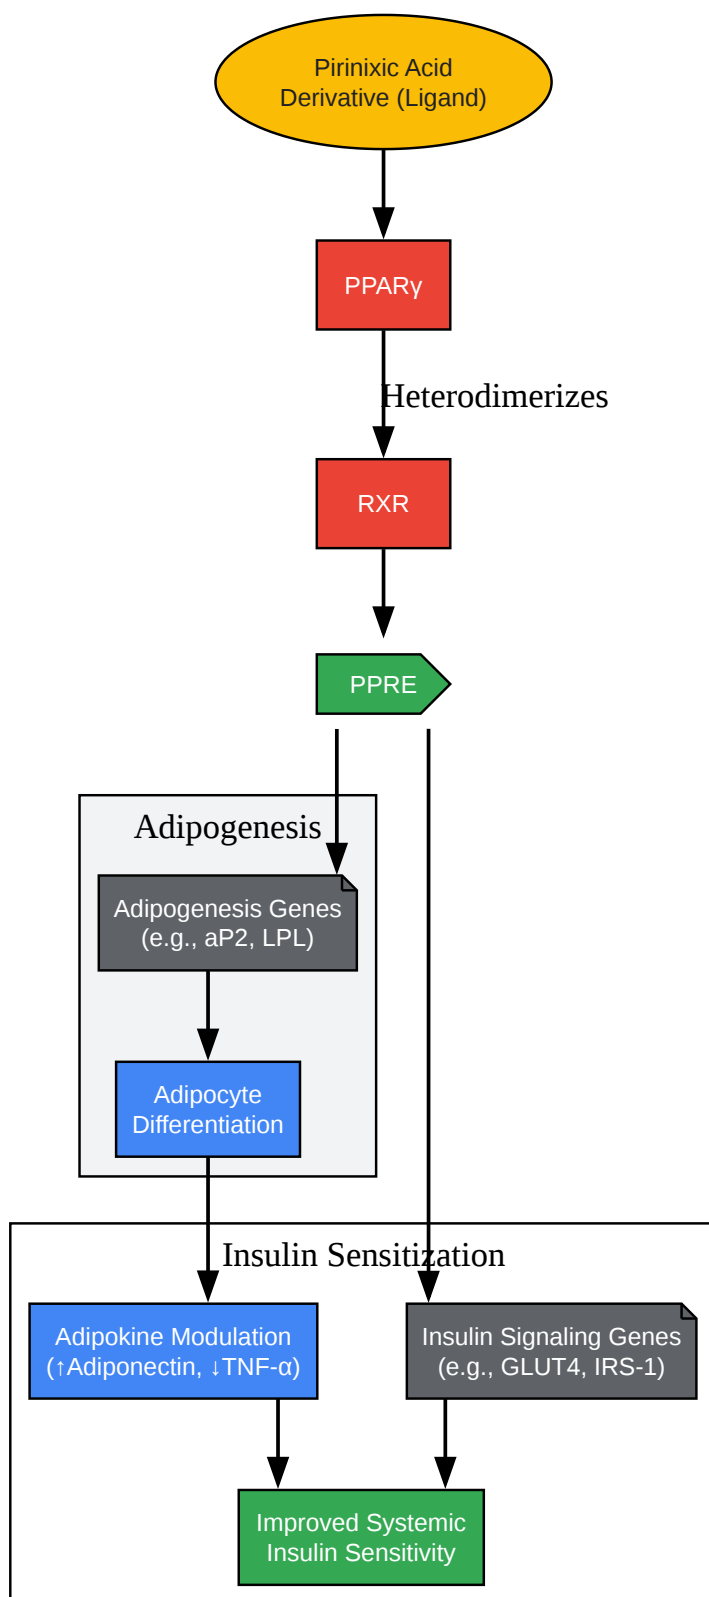 Pirinixic Acid
Derivative (Ligand)
PPARγ
Heterodimerizes
RXR
PPRE
Adipogenesis
Adipogenesis Genes
(e.g., aP2, LPL)
Adipocyte
Differentiation
Insulin Sensitization
Adipokine Modulation
(↑Adiponectin, ↓TNF-α)
Insulin Signaling Genes
(e.g., GLUT4, IRS-1)
Improved Systemic
Insulin Sensitivity